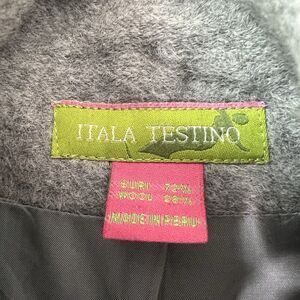 ITALA TESTINO
SURI 72%
WOOL 28%
MADE IN PERU